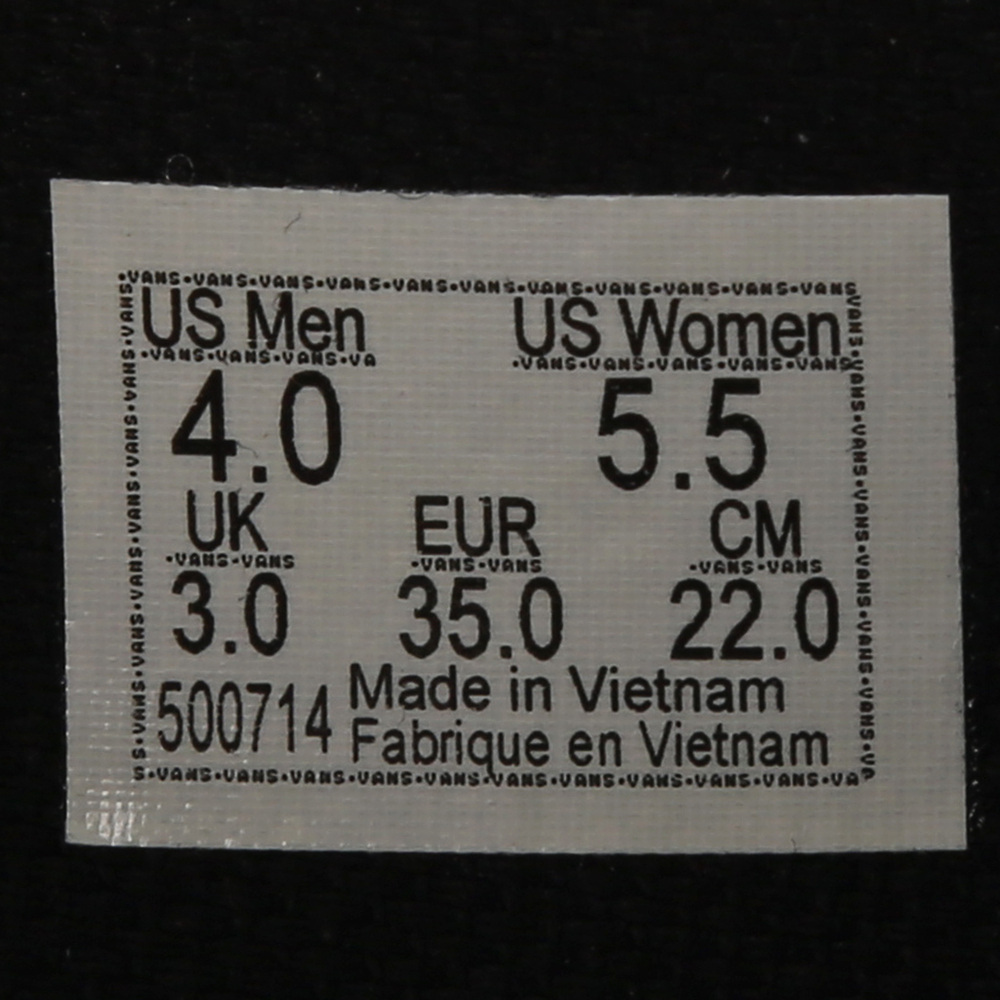 •VANS•VANS•VANS•VANS•VANS•VANS•VANS•VANS•VANS•VANS•VANS
US Men US Women
•VANS•VANS•VANS•VA •VANS•VANS•VANS•VANS•VANS
4.0 5.5
UK EUR CM
•VANS•VANS •VANS•VANS •VANS•VANS
3.0 35.0 22.0
500714 Made in Vietnam
Fabrique en Vietnam
S•VANS•VANS•VANS•VANS•VANS•VANS•VANS•VANS•VANS•VANS•VA